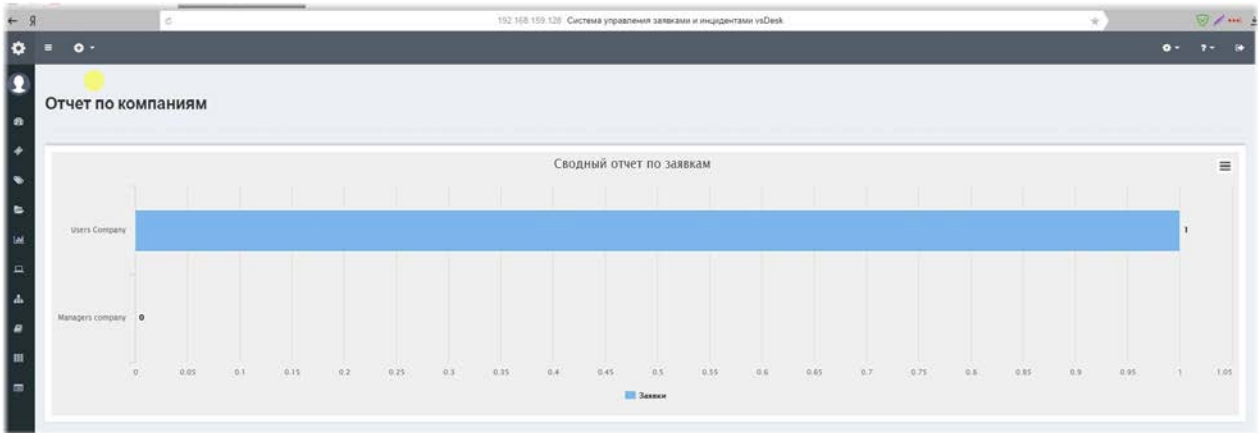 Я
192.168.159.128 Система управления заявками и инцидентами vsDesk
?
Отчет по компаниям
Сводный отчет по заявкам
Users Company
1
Managers company
0
0 0.05 0.1 0.15 0.2 0.25 0.3 0.35 0.4 0.45 0.5 0.55 0.6 0.65 0.7 0.75 0.8 0.85 0.9 0.95 1 1.05
Заявки